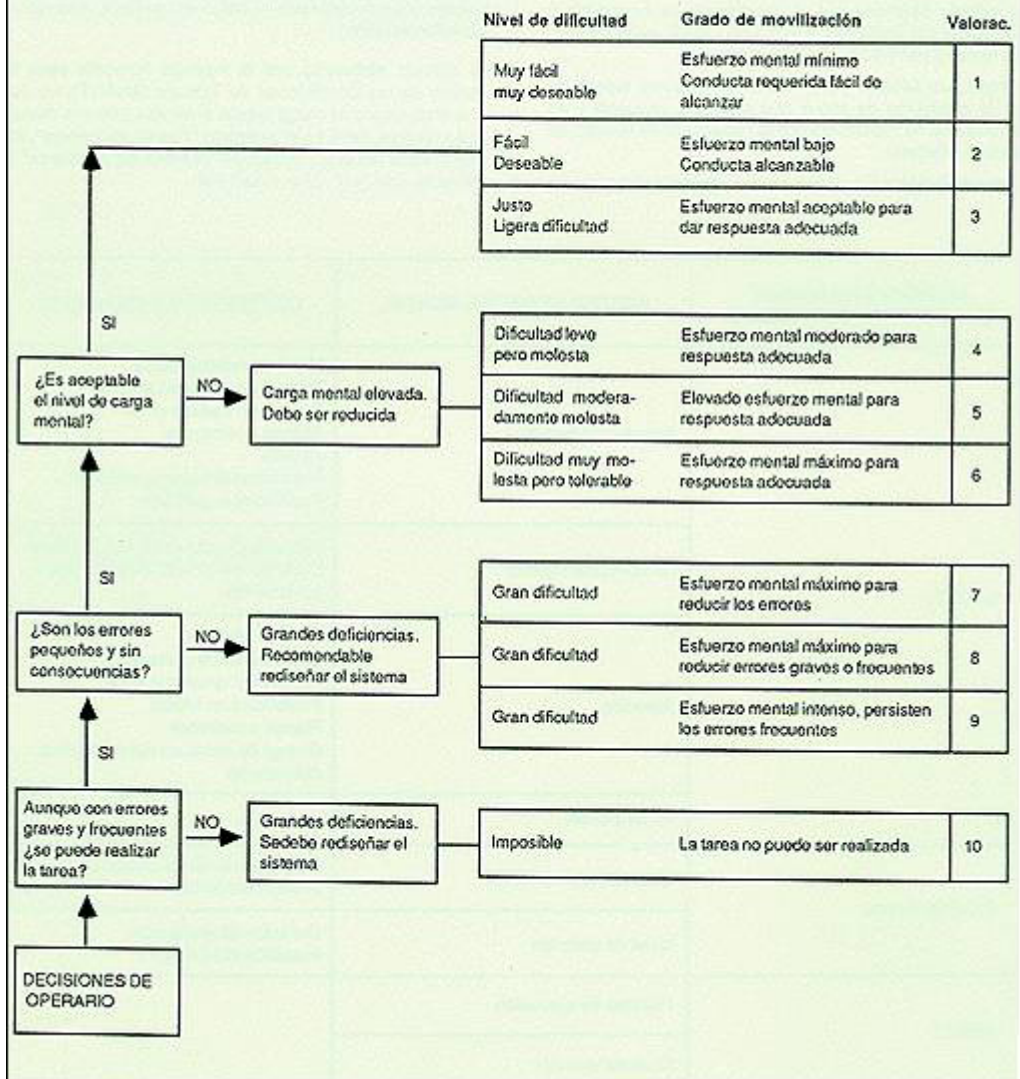 Nivel de dificultad Grado de movilización Valorac.
Muy fácil
muy deseable
Esfuerzo mental mínimo
Conducta requerida fácil de
alcanzar
1
Fácil
Deseable
Esfuerzo mental bajo
Conducta alcanzable
2
Justo
Ligera dificultad
Esfuerzo mental aceptable para
dar respuesta adecuada
3
SI
¿Es aceptable
el nivel de carga
mental?
NO
Carga mental elevada.
Debe ser reducida
Dificultad leve
pero molesta
Esfuerzo mental moderado para
respuesta adecuada
4
Dificultad modera-
damente molesta
Elevado esfuerzo mental para
respuesta adecuada
5
Dificultad muy mo-
lesta pero tolerable
Esfuerzo mental máximo para
respuesta adecuada
6
SI
¿Son los errores
pequeños y sin
consecuencias?
NO
Grandes deficiencias.
Recomendable
rediseñar el sistema
Gran dificultad
Esfuerzo mental máximo para
reducir los errores
7
Gran dificultad
Esfuerzo mental máximo para
reducir errores graves o frecuentes
8
Gran dificultad
Esfuerzo mental intenso, persisten
los errores frecuentes
9
SI
Aunque con errores
graves y frecuentes
¿se puede realizar
la tarea?
NO
Grandes deficiencias.
Sedebe rediseñar el
sistema
Imposible
La tarea no puede ser realizada
10
DECISIONES DE
OPERARIO